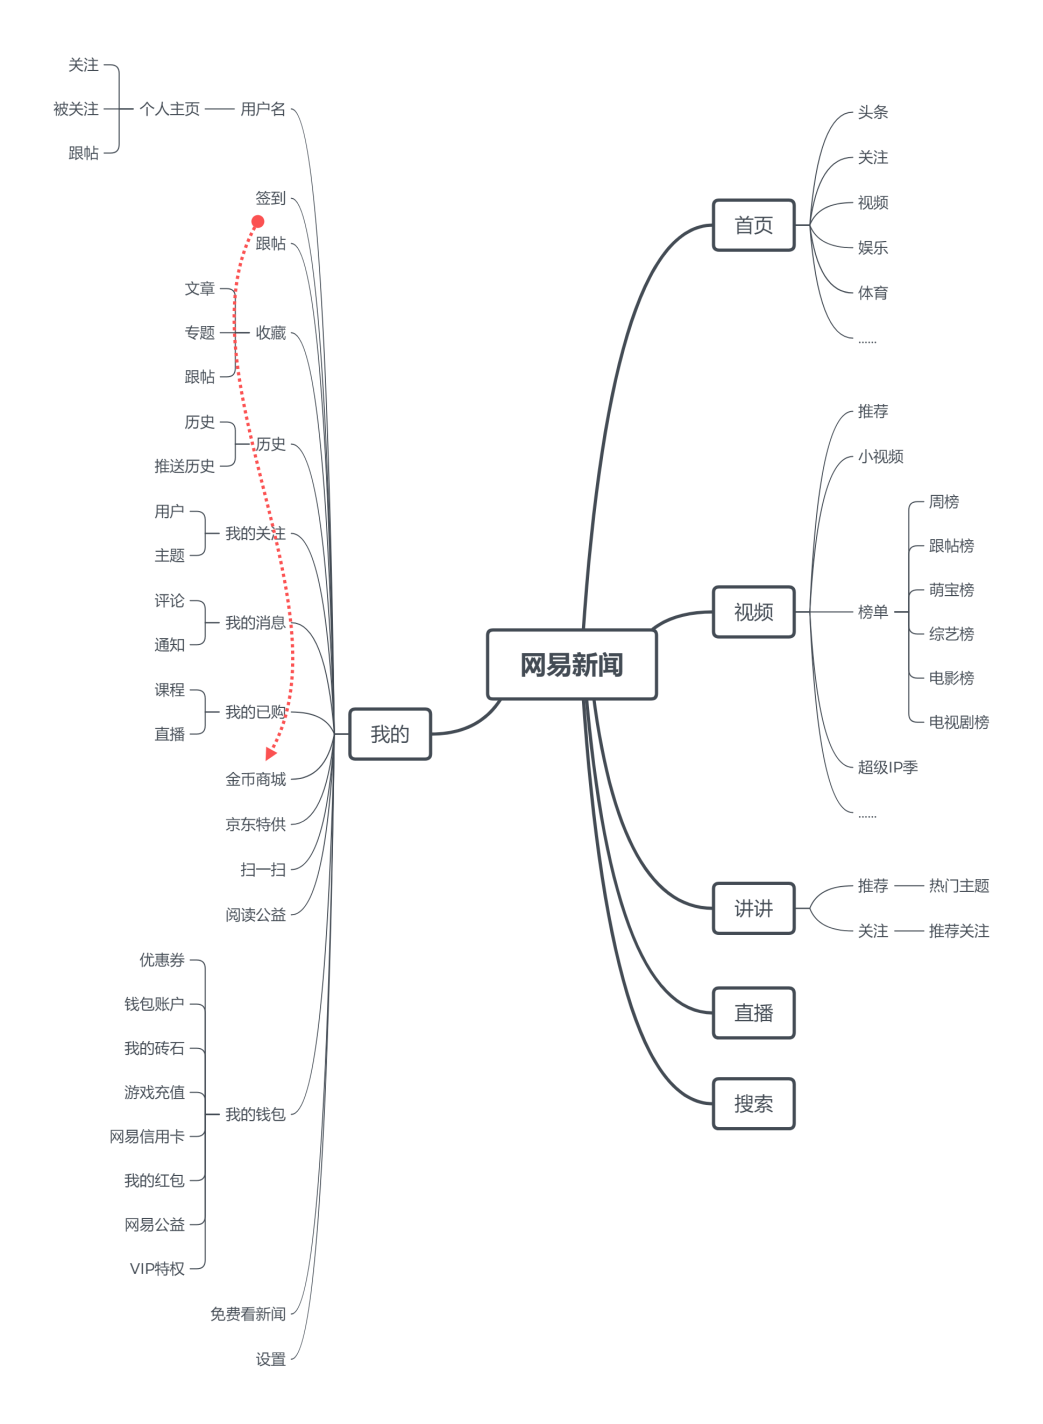 网易新闻
首页
头条
关注
视频
娱乐
体育
......
视频
推荐
小视频
榜单
周榜
跟帖榜
萌宝榜
综艺榜
电影榜
电视剧榜
超级IP季
......
讲讲
推荐
热门主题
关注
推荐关注
直播
搜索
我的
用户名
个人主页
关注
被关注
跟帖
签到
跟帖
收藏
文章
专题
跟帖
历史
历史
推送历史
我的关注
用户
主题
我的消息
评论
通知
我的已购
课程
直播
金币商城
京东特供
扫一扫
阅读公益
我的钱包
优惠券
钱包账户
我的砖石
游戏充值
网易信用卡
我的红包
网易公益
VIP特权
免费看新闻
设置